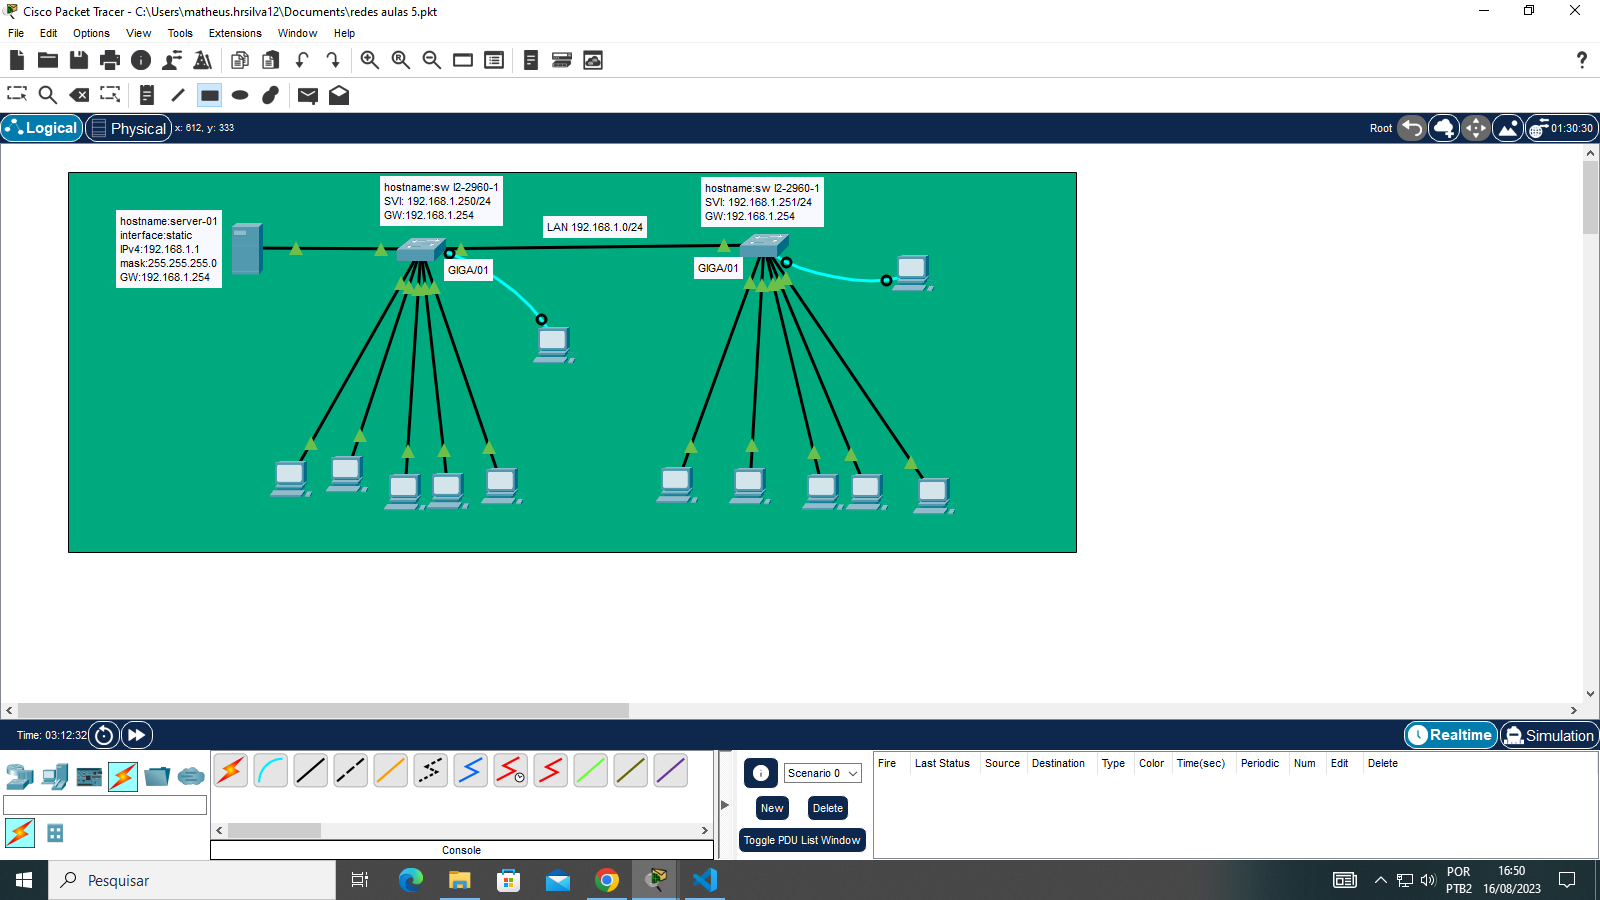 Cisco Packet Tracer - C:\Users\matheus.hrsilva12\Documents\redes aulas 5.pkt
File Edit Options View Tools Extensions Window Help
Logical Physical x: 612, y: 333 Root 01:30:30
hostname:server-01
interface:static
IPv4:192.168.1.1
mask:255.255.255.0
GW:192.168.1.254
hostname:sw l2-2960-1
SVI: 192.168.1.250/24
GW:192.168.1.254
LAN 192.168.1.0/24
hostname:sw l2-2960-1
SVI: 192.168.1.251/24
GW:192.168.1.254
GIGA/01
GIGA/01
Time: 03:12:32
Realtime Simulation
Scenario 0
New Delete
Toggle PDU List Window
Fire Last Status Source Destination Type Color Time(sec) Periodic Num Edit Delete
Console
Pesquisar
POR
PTB2
16:50
16/08/2023